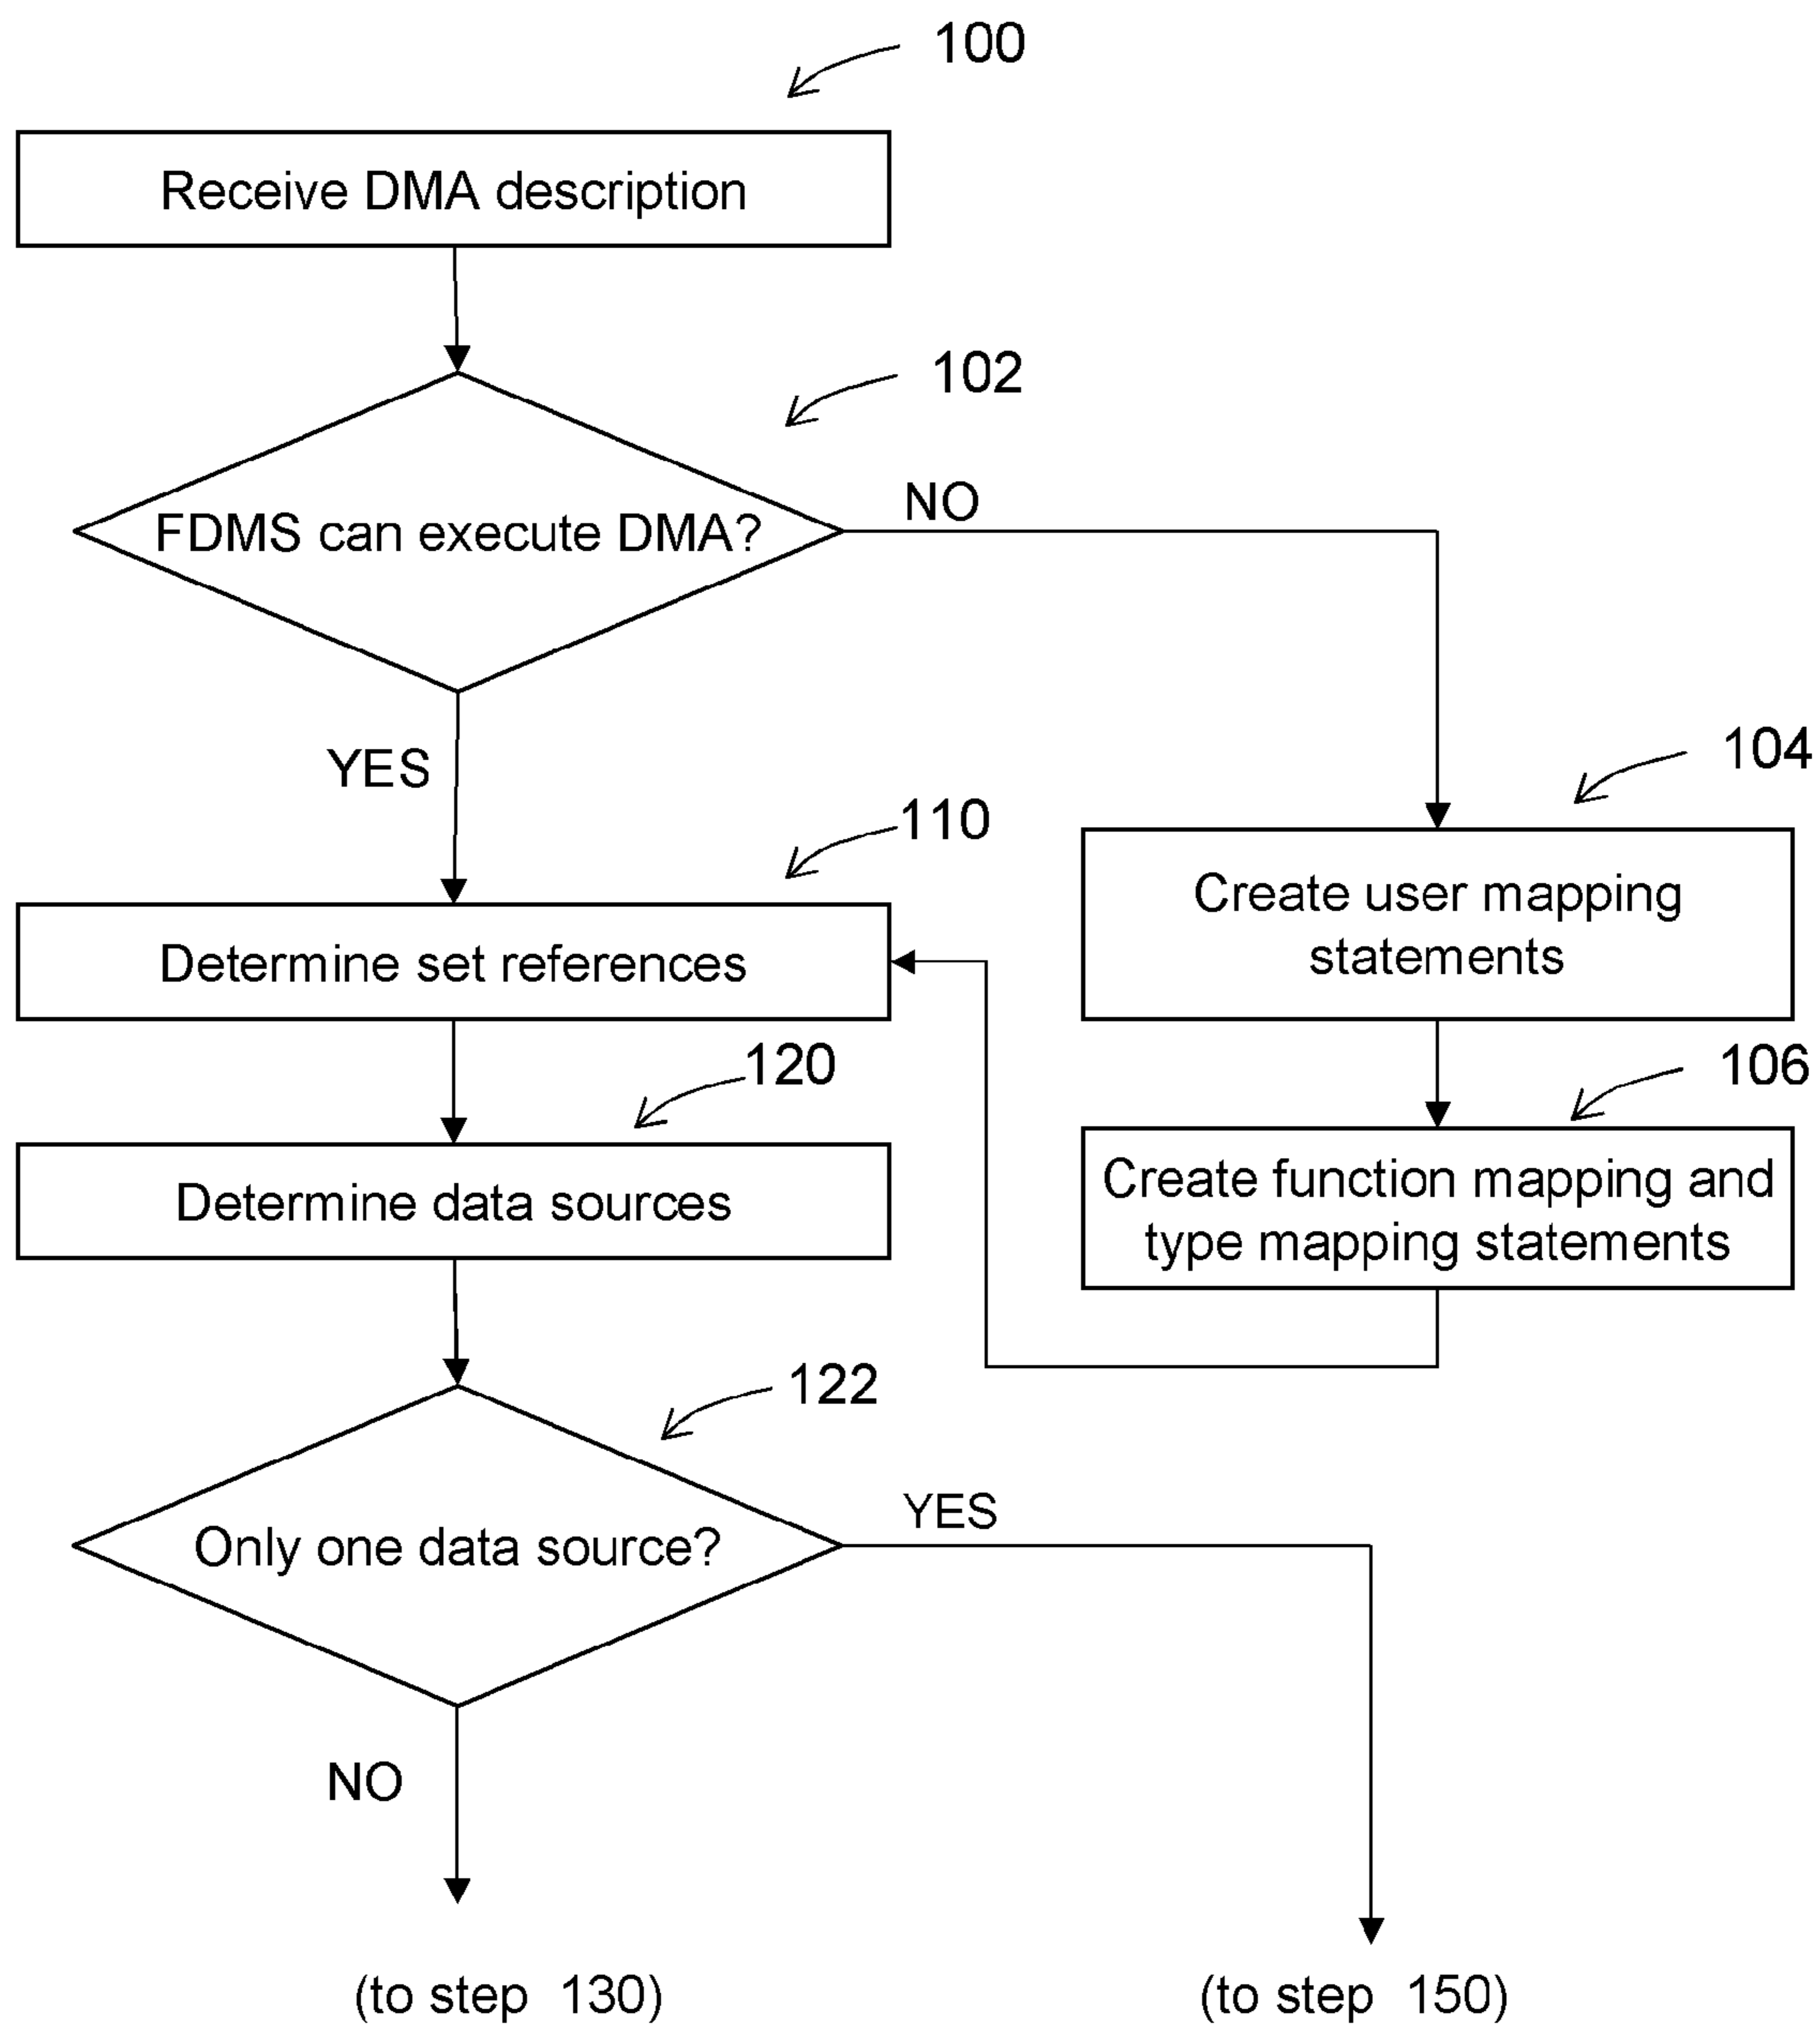 100
Receive DMA description
102
FDMS can execute DMA?
NO
YES
104
110
Create user mapping
statements
Determine set references
120
106
Create function mapping and
type mapping statements
Determine data sources
122
Only one data source?
YES
NO
(to step 130)
(to step 150)